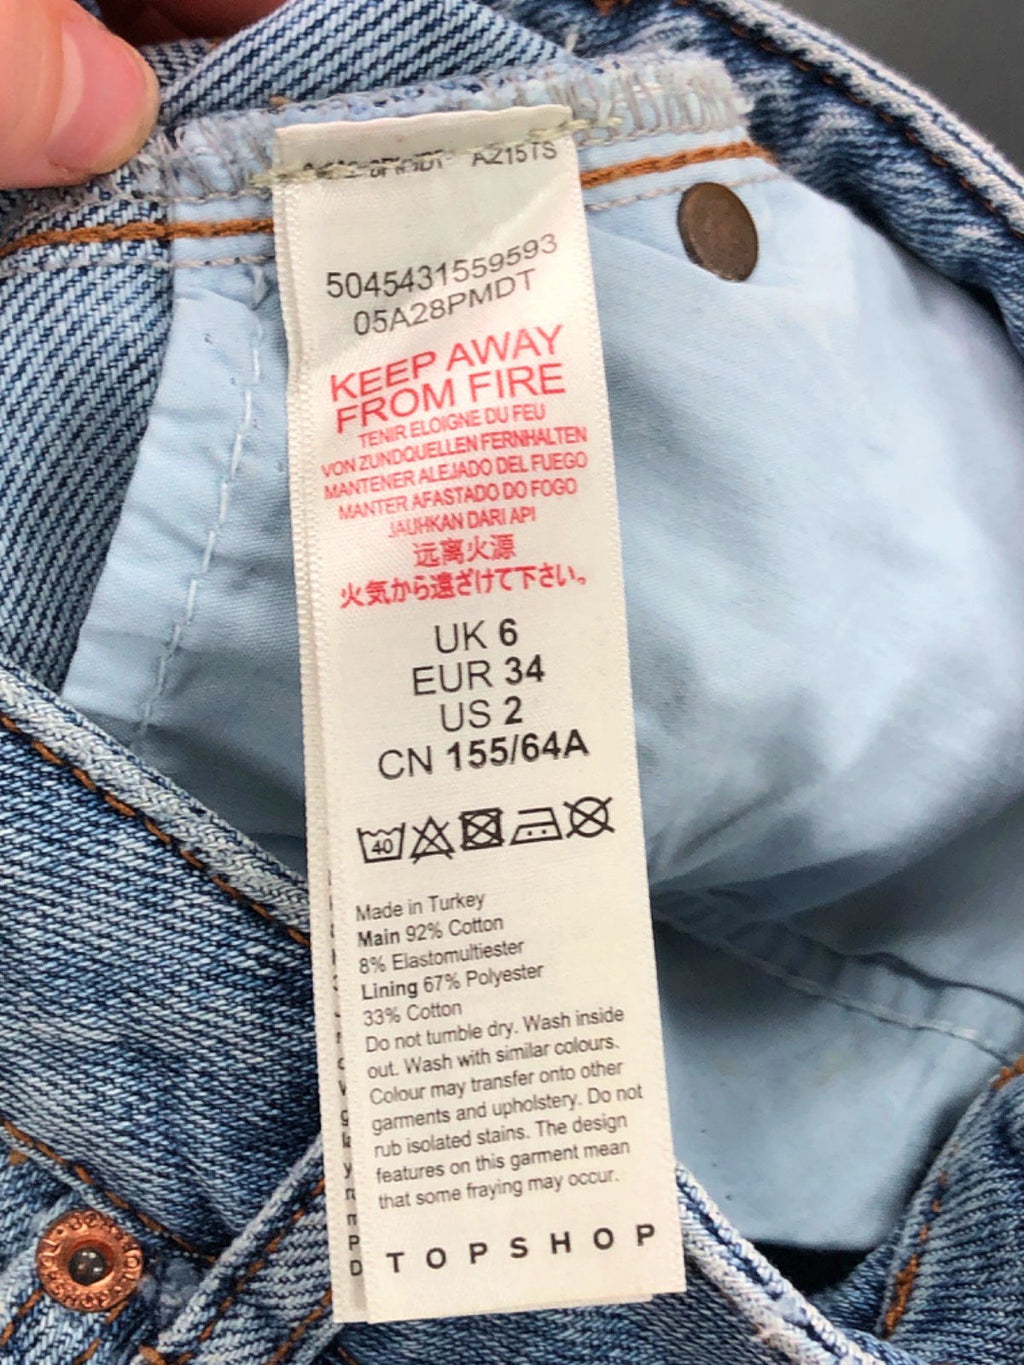 AZ15TS
5045431559593
05A28PMDT
KEEP AWAY
FROM FIRE
TENIR ELOIGNE DU FEU
VON ZUNDQUELLEN FERNHALTEN
MANTENER ALEJADO DEL FUEGO
MANTER AFASTADO DO FOGO
JAUHKAN DARI API
远离火源
火気から遠ざけて下さい。
UK 6
EUR 34
US 2
CN 155/64A
40
Made in Turkey
Main 92% Cotton
8% Elastomultiester
Lining 67% Polyester
33% Cotton
Do not tumble dry. Wash inside
out. Wash with similar colours.
Colour may transfer onto other
garments and upholstery. Do not
rub isolated stains. The design
features on this garment mean
that some fraying may occur.
TOPSHOP